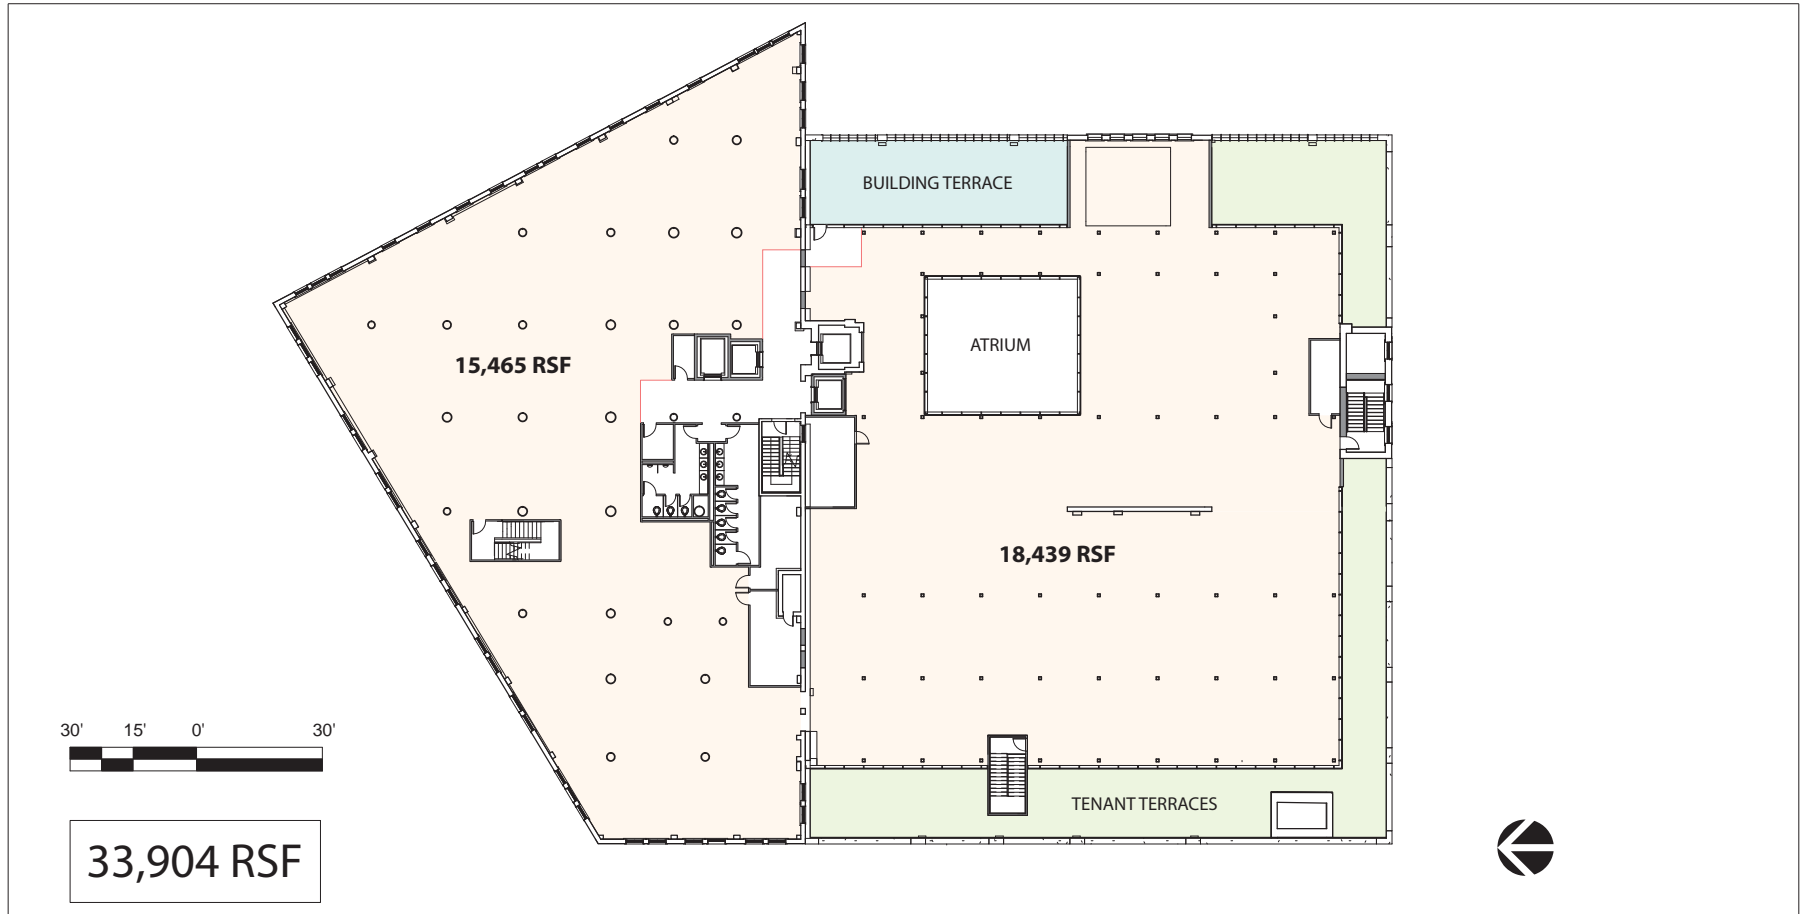 BUILDING TERRACE
ATRIUM
15,465 RSF
18,439 RSF
30' 15' 0' 30'
TENANT TERRACES
33,904 RSF